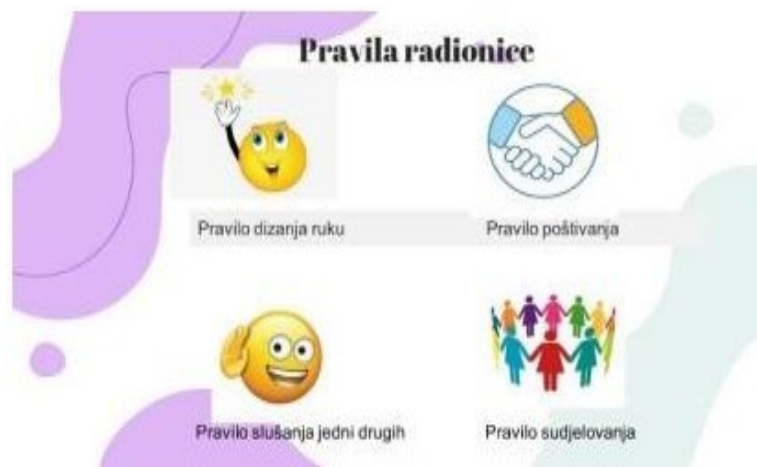 Pravila radionice
Pravilo dizanja ruku
Pravilo poštivanja
Pravilo slušanja jedni drugih
Pravilo sudjelovanja